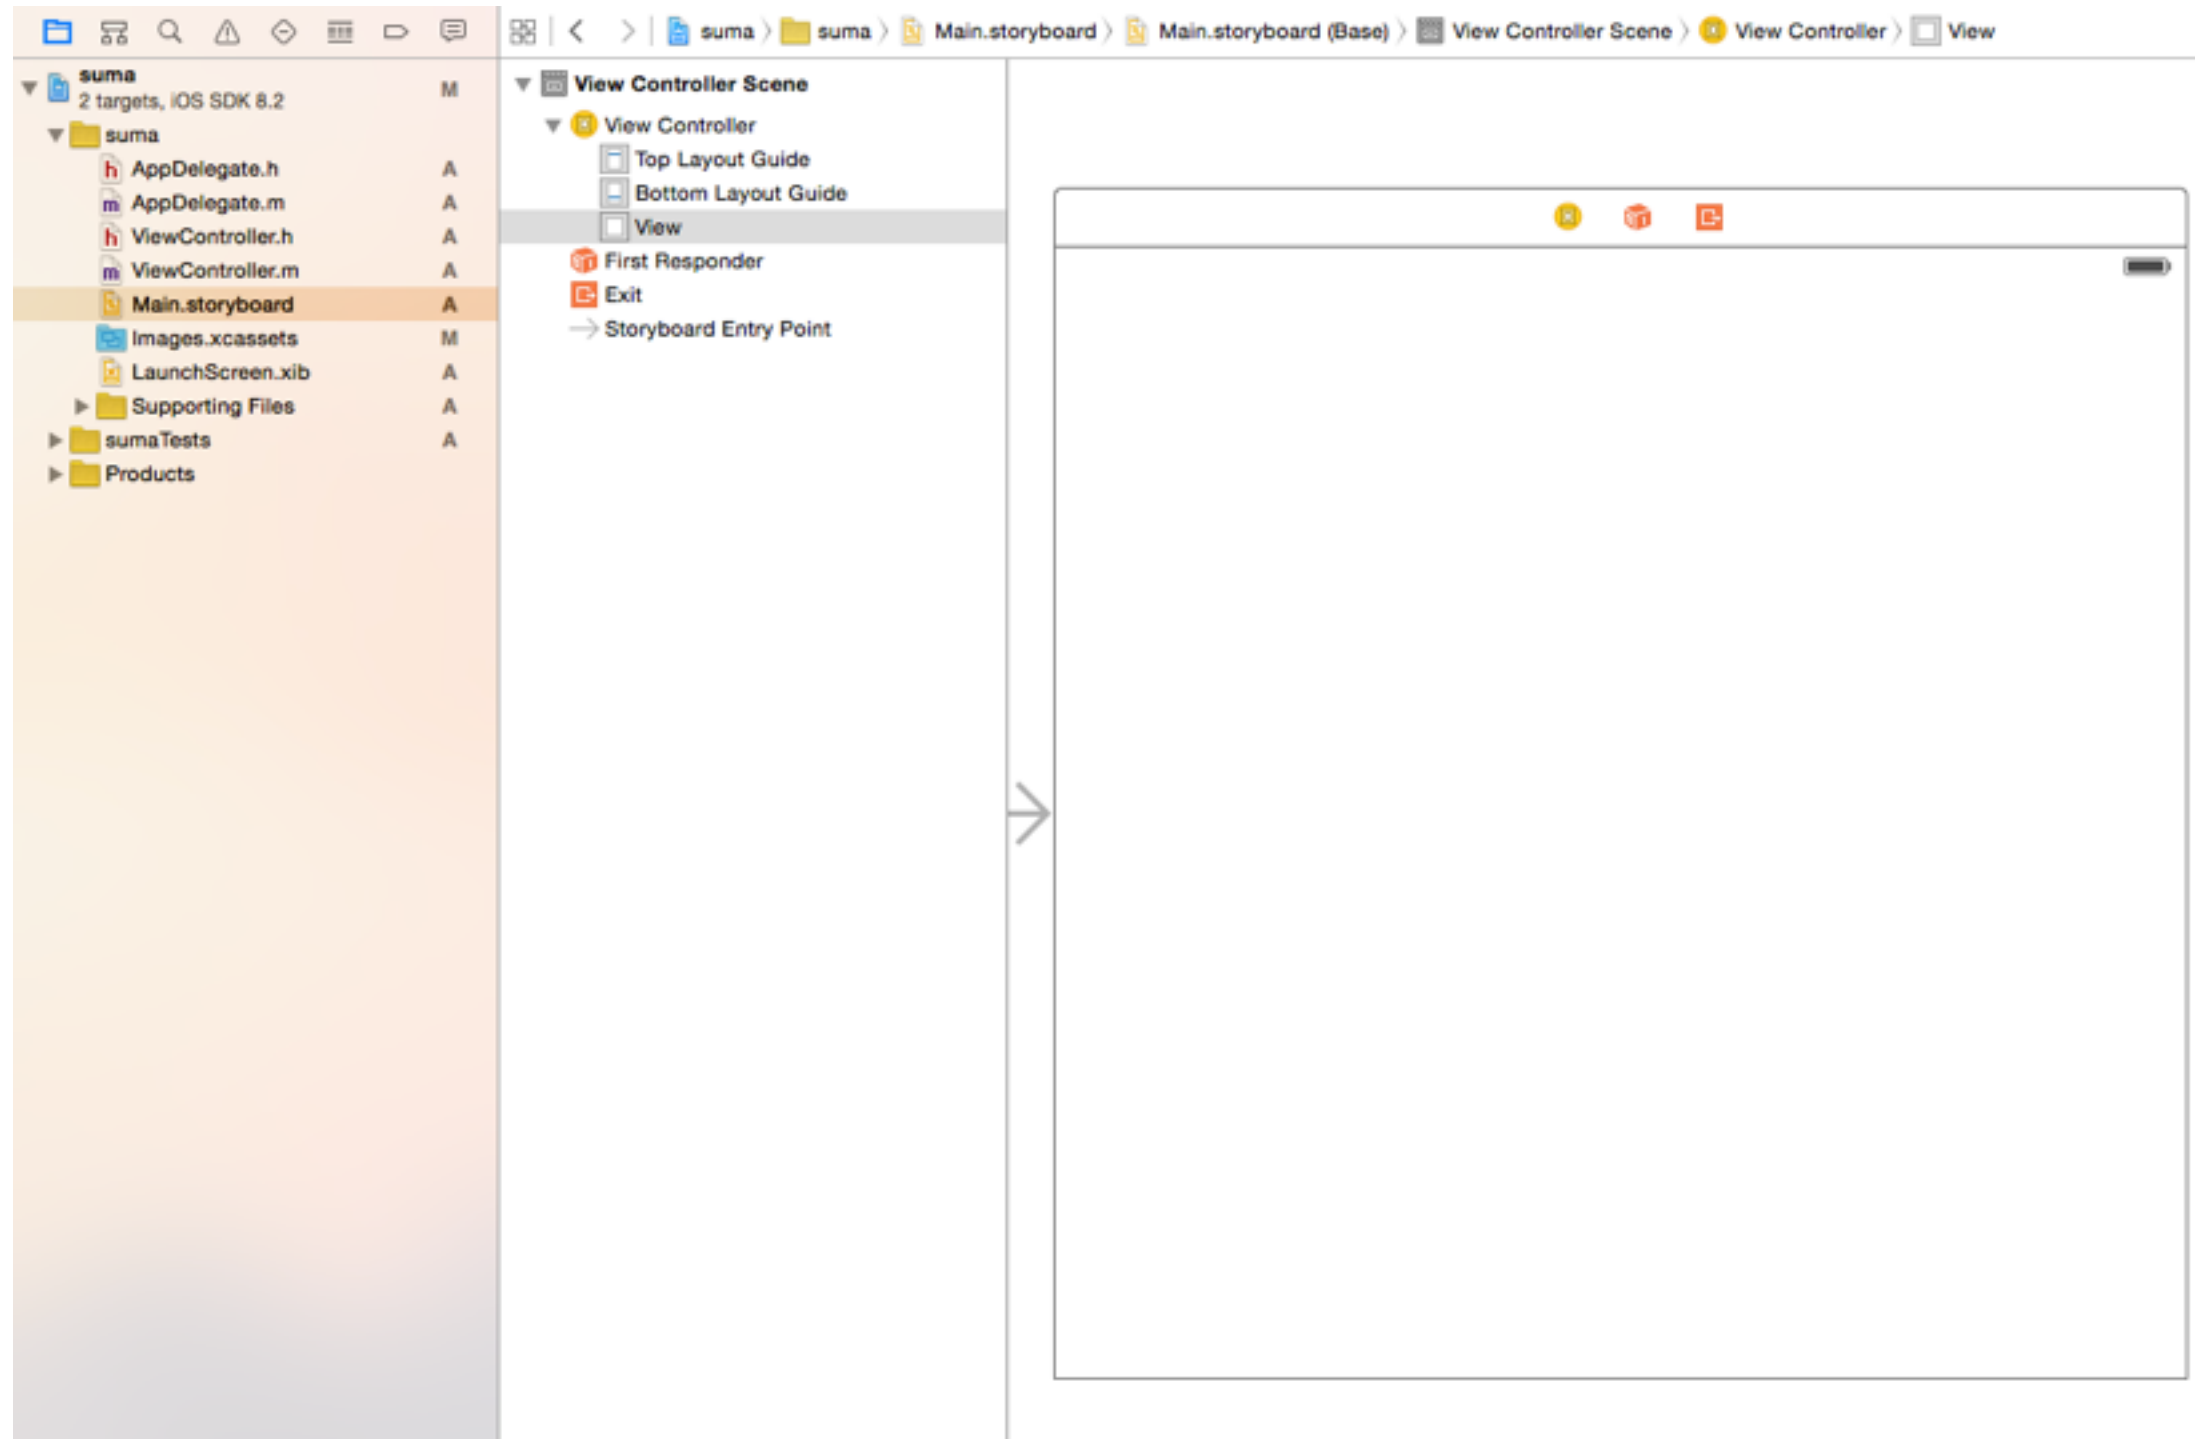 suma 〉 suma 〉 Main.storyboard 〉 Main.storyboard (Base) 〉 View Controller Scene 〉 View Controller 〉 View
suma
2 targets, iOS SDK 8.2 M
suma
AppDelegate.h A
AppDelegate.m A
ViewController.h A
ViewController.m A
Main.storyboard A
Images.xcassets M
LaunchScreen.xib A
Supporting Files A
sumaTests A
Products
View Controller Scene
View Controller
Top Layout Guide
Bottom Layout Guide
View
First Responder
Exit
Storyboard Entry Point